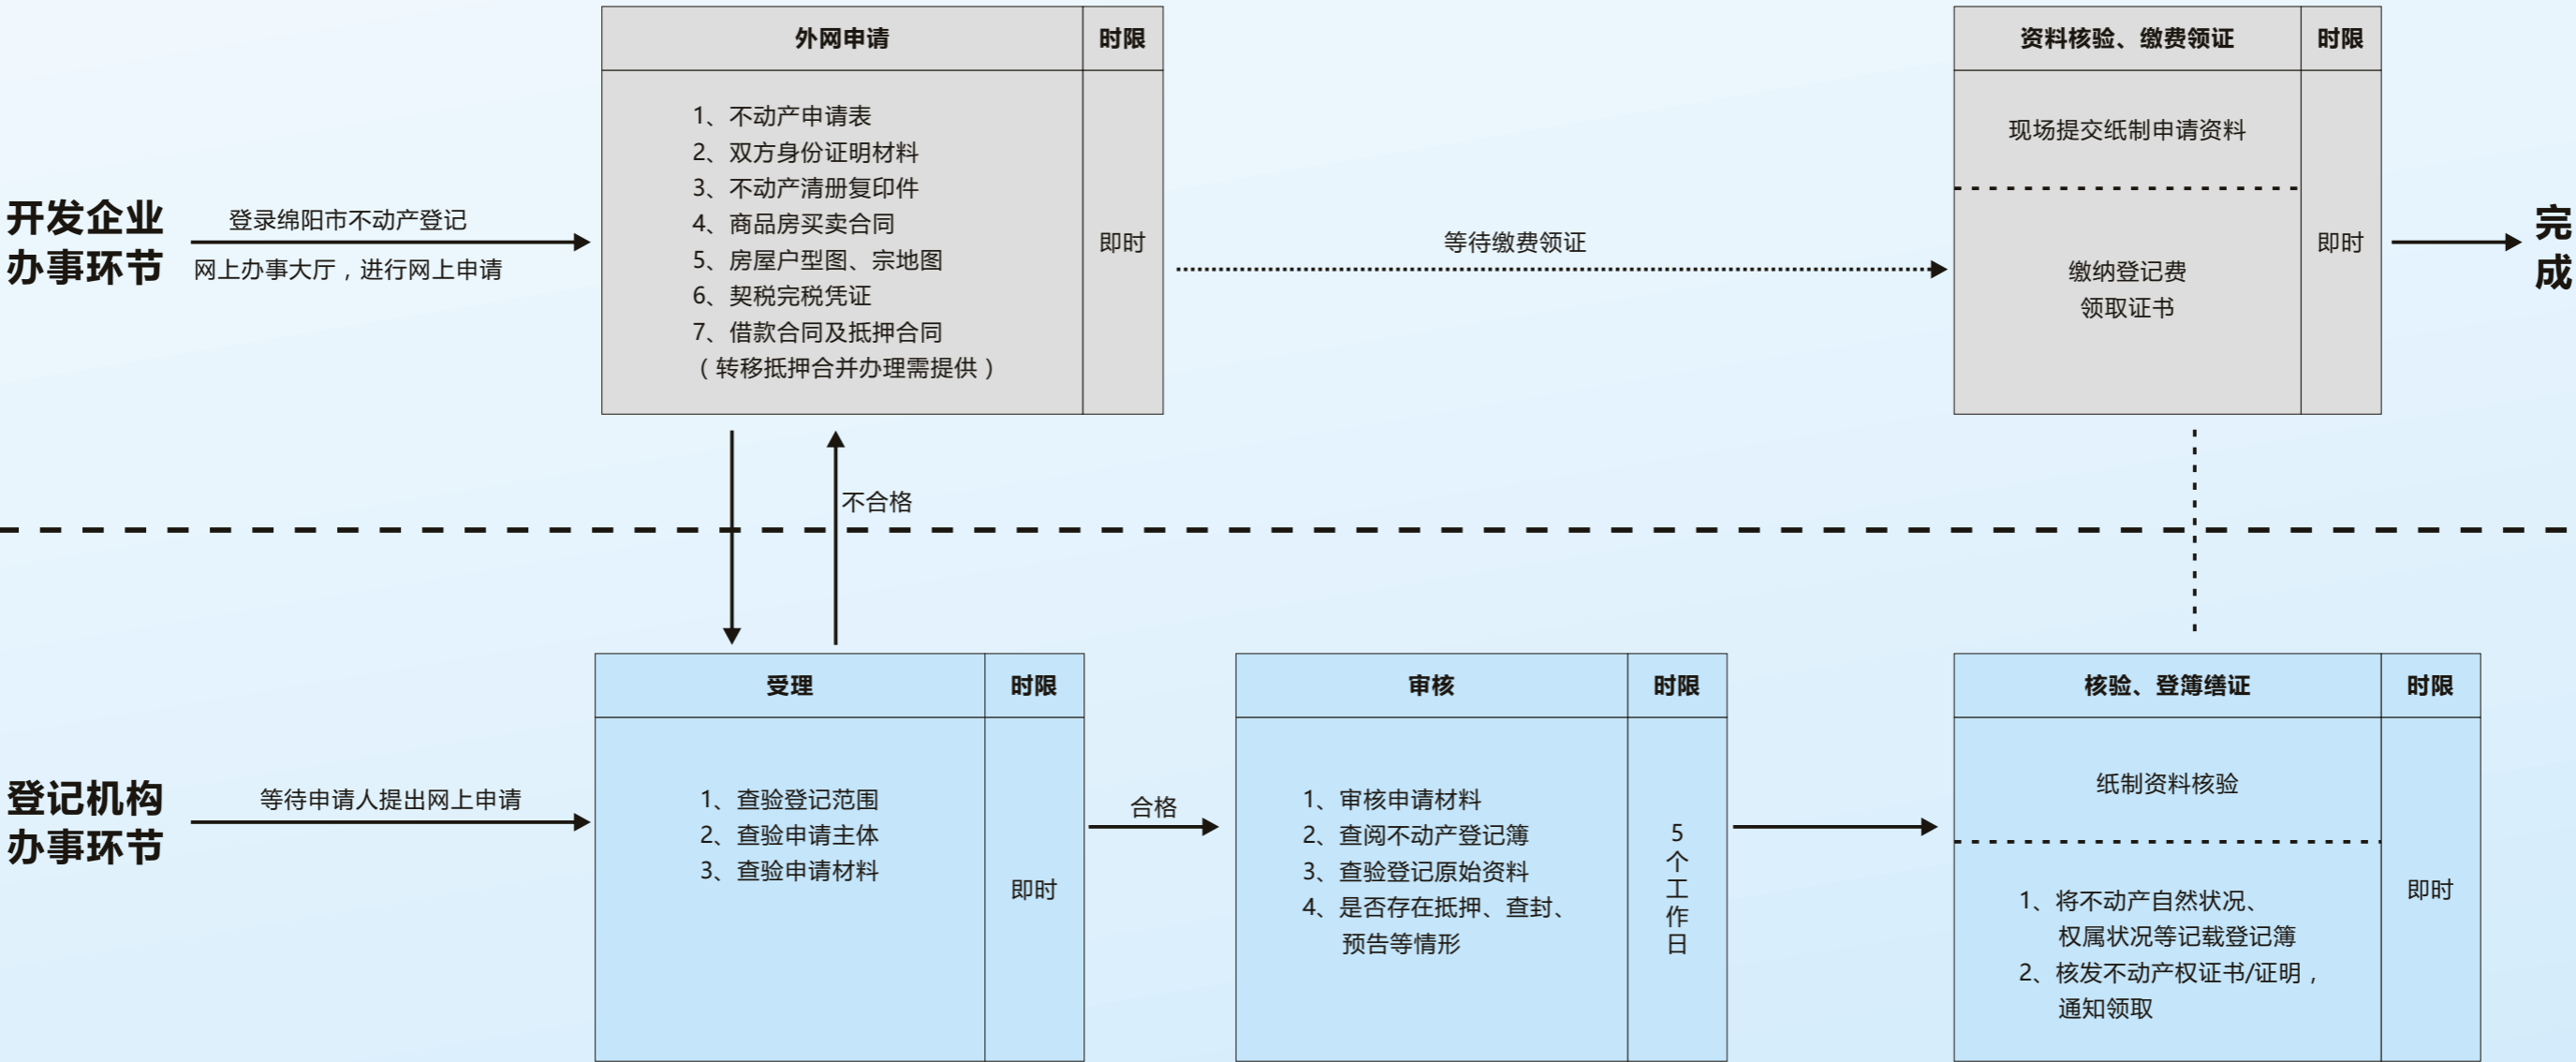 外网申请
时限
1、不动产申请表
2、双方身份证明材料
3、不动产清册复印件
4、商品房买卖合同
5、房屋户型图、宗地图
6、契税完税凭证
7、借款合同及抵押合同
（转移抵押合并办理需提供）
即时
资料核验、缴费领证
时限
现场提交纸制申请资料
缴纳登记费
领取证书
即时
开发企业
办事环节
登录绵阳市不动产登记
网上办事大厅，进行网上申请
等待缴费领证
完
成
不合格
登记机构
办事环节
等待申请人提出网上申请
受理
时限
1、查验登记范围
2、查验申请主体
3、查验申请材料
即时
合格
审核
时限
1、审核申请材料
2、查阅不动产登记簿
3、查验登记原始资料
4、是否存在抵押、查封、
预告等情形
5
个
工
作
日
核验、登簿缮证
时限
纸制资料核验
1、将不动产自然状况、
权属状况等记载登记簿
2、核发不动产权证书/证明，
通知领取
即时